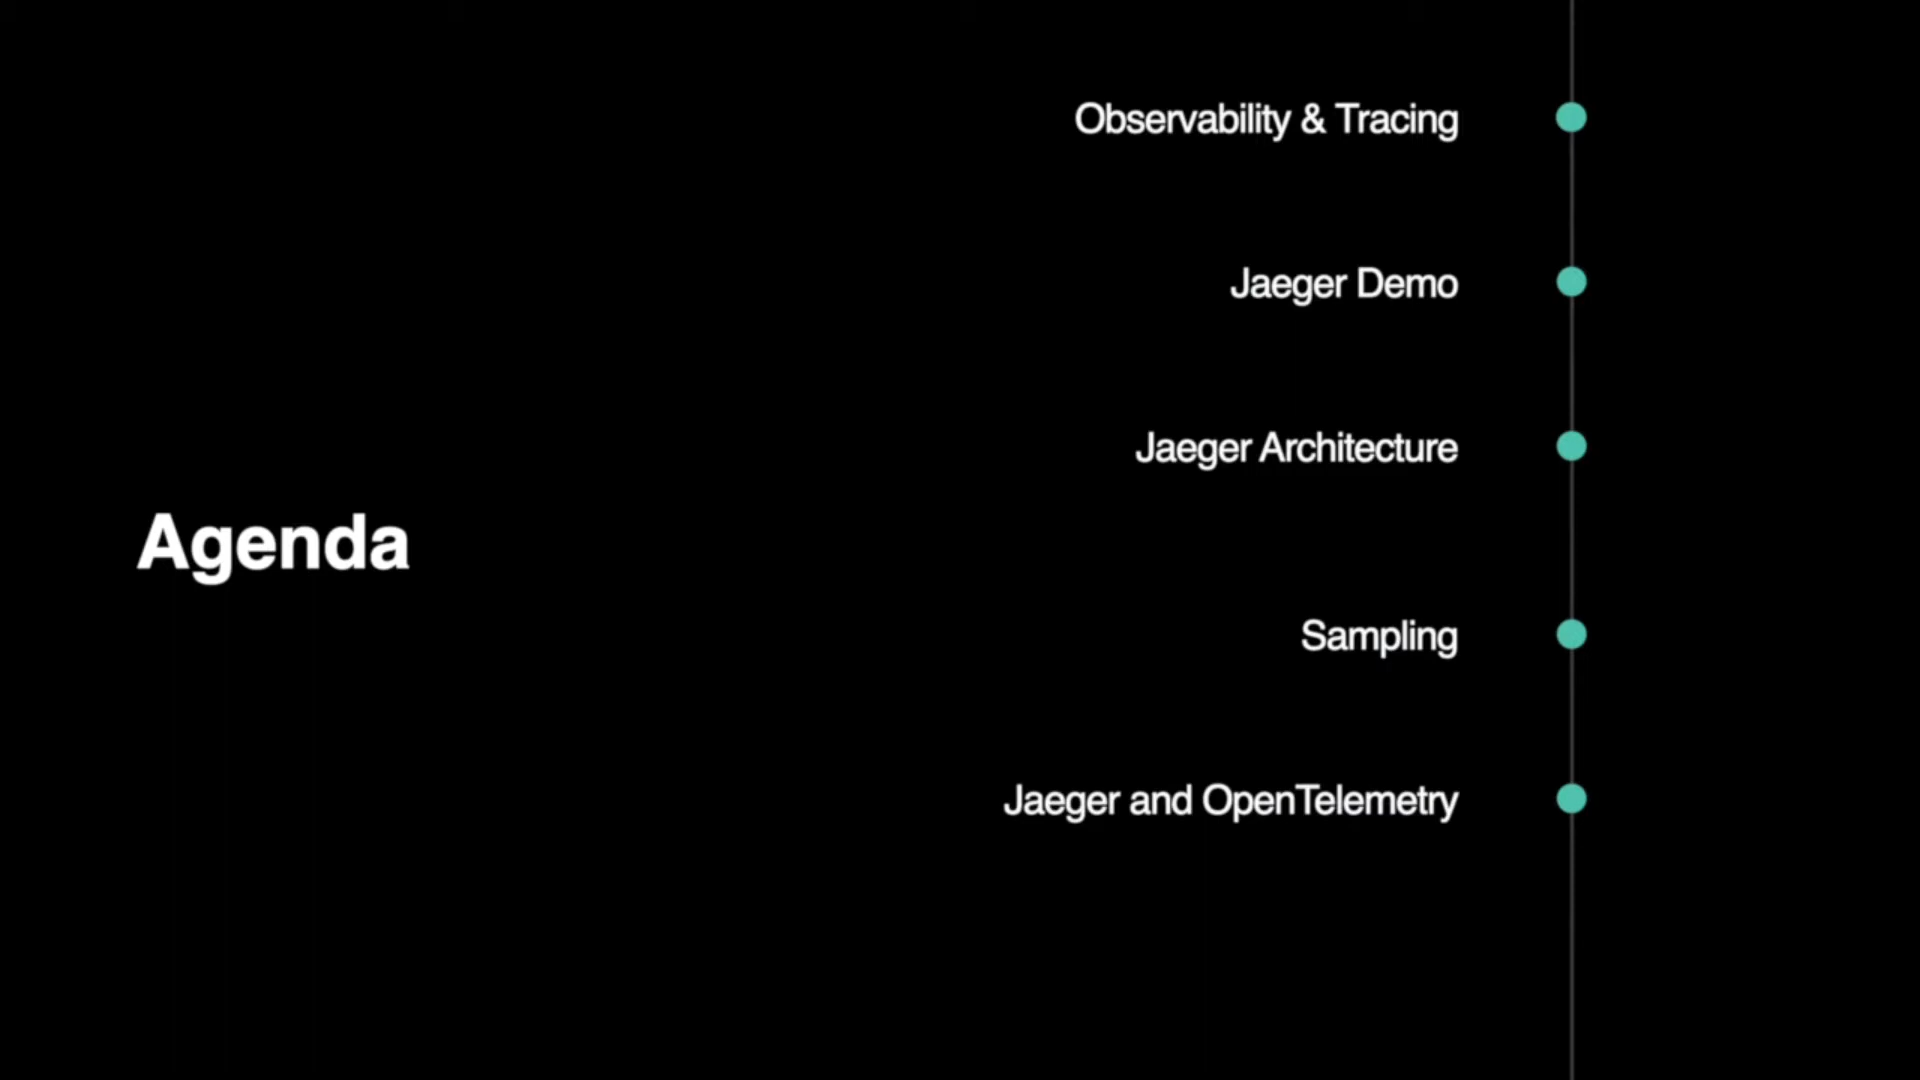 Agenda
Observability & Tracing
Jaeger Demo
Jaeger Architecture
Sampling
Jaeger and OpenTelemetry